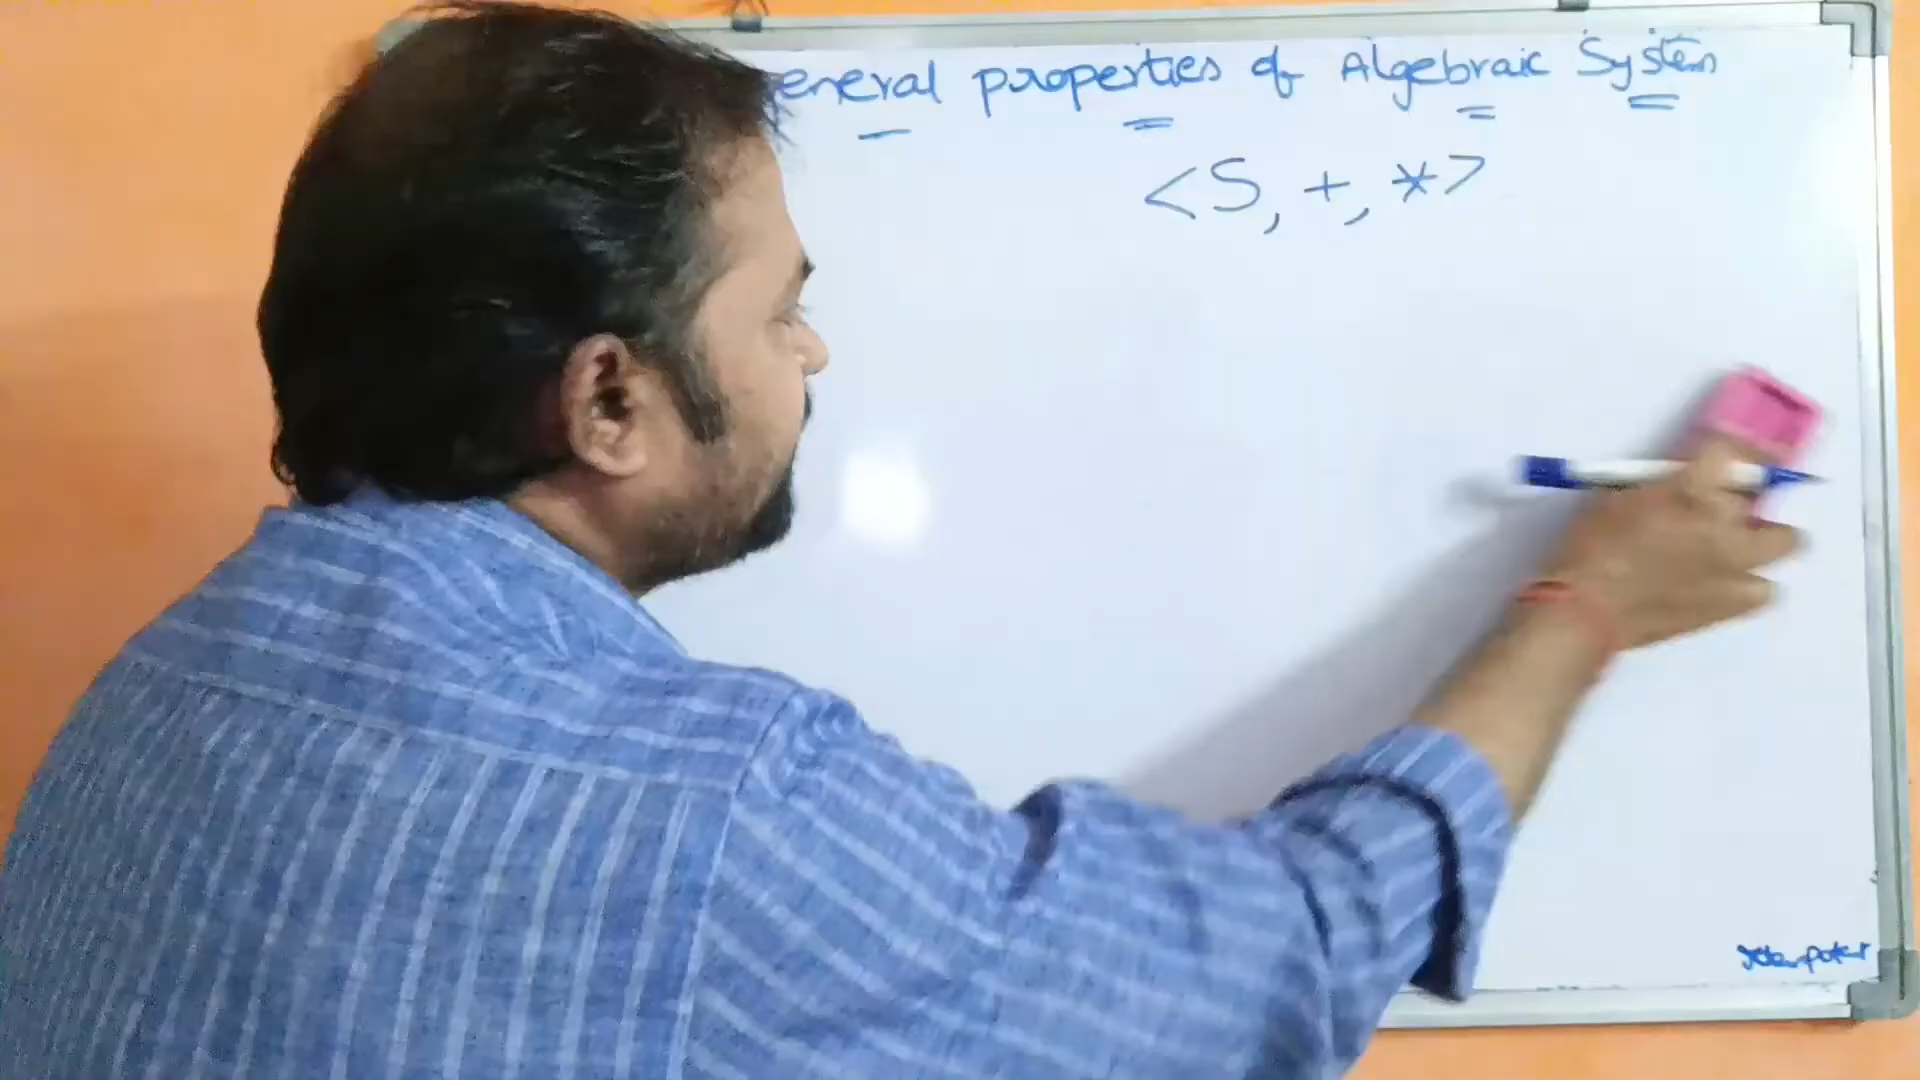 eneral properties of Algebraic System
<S, +, *>